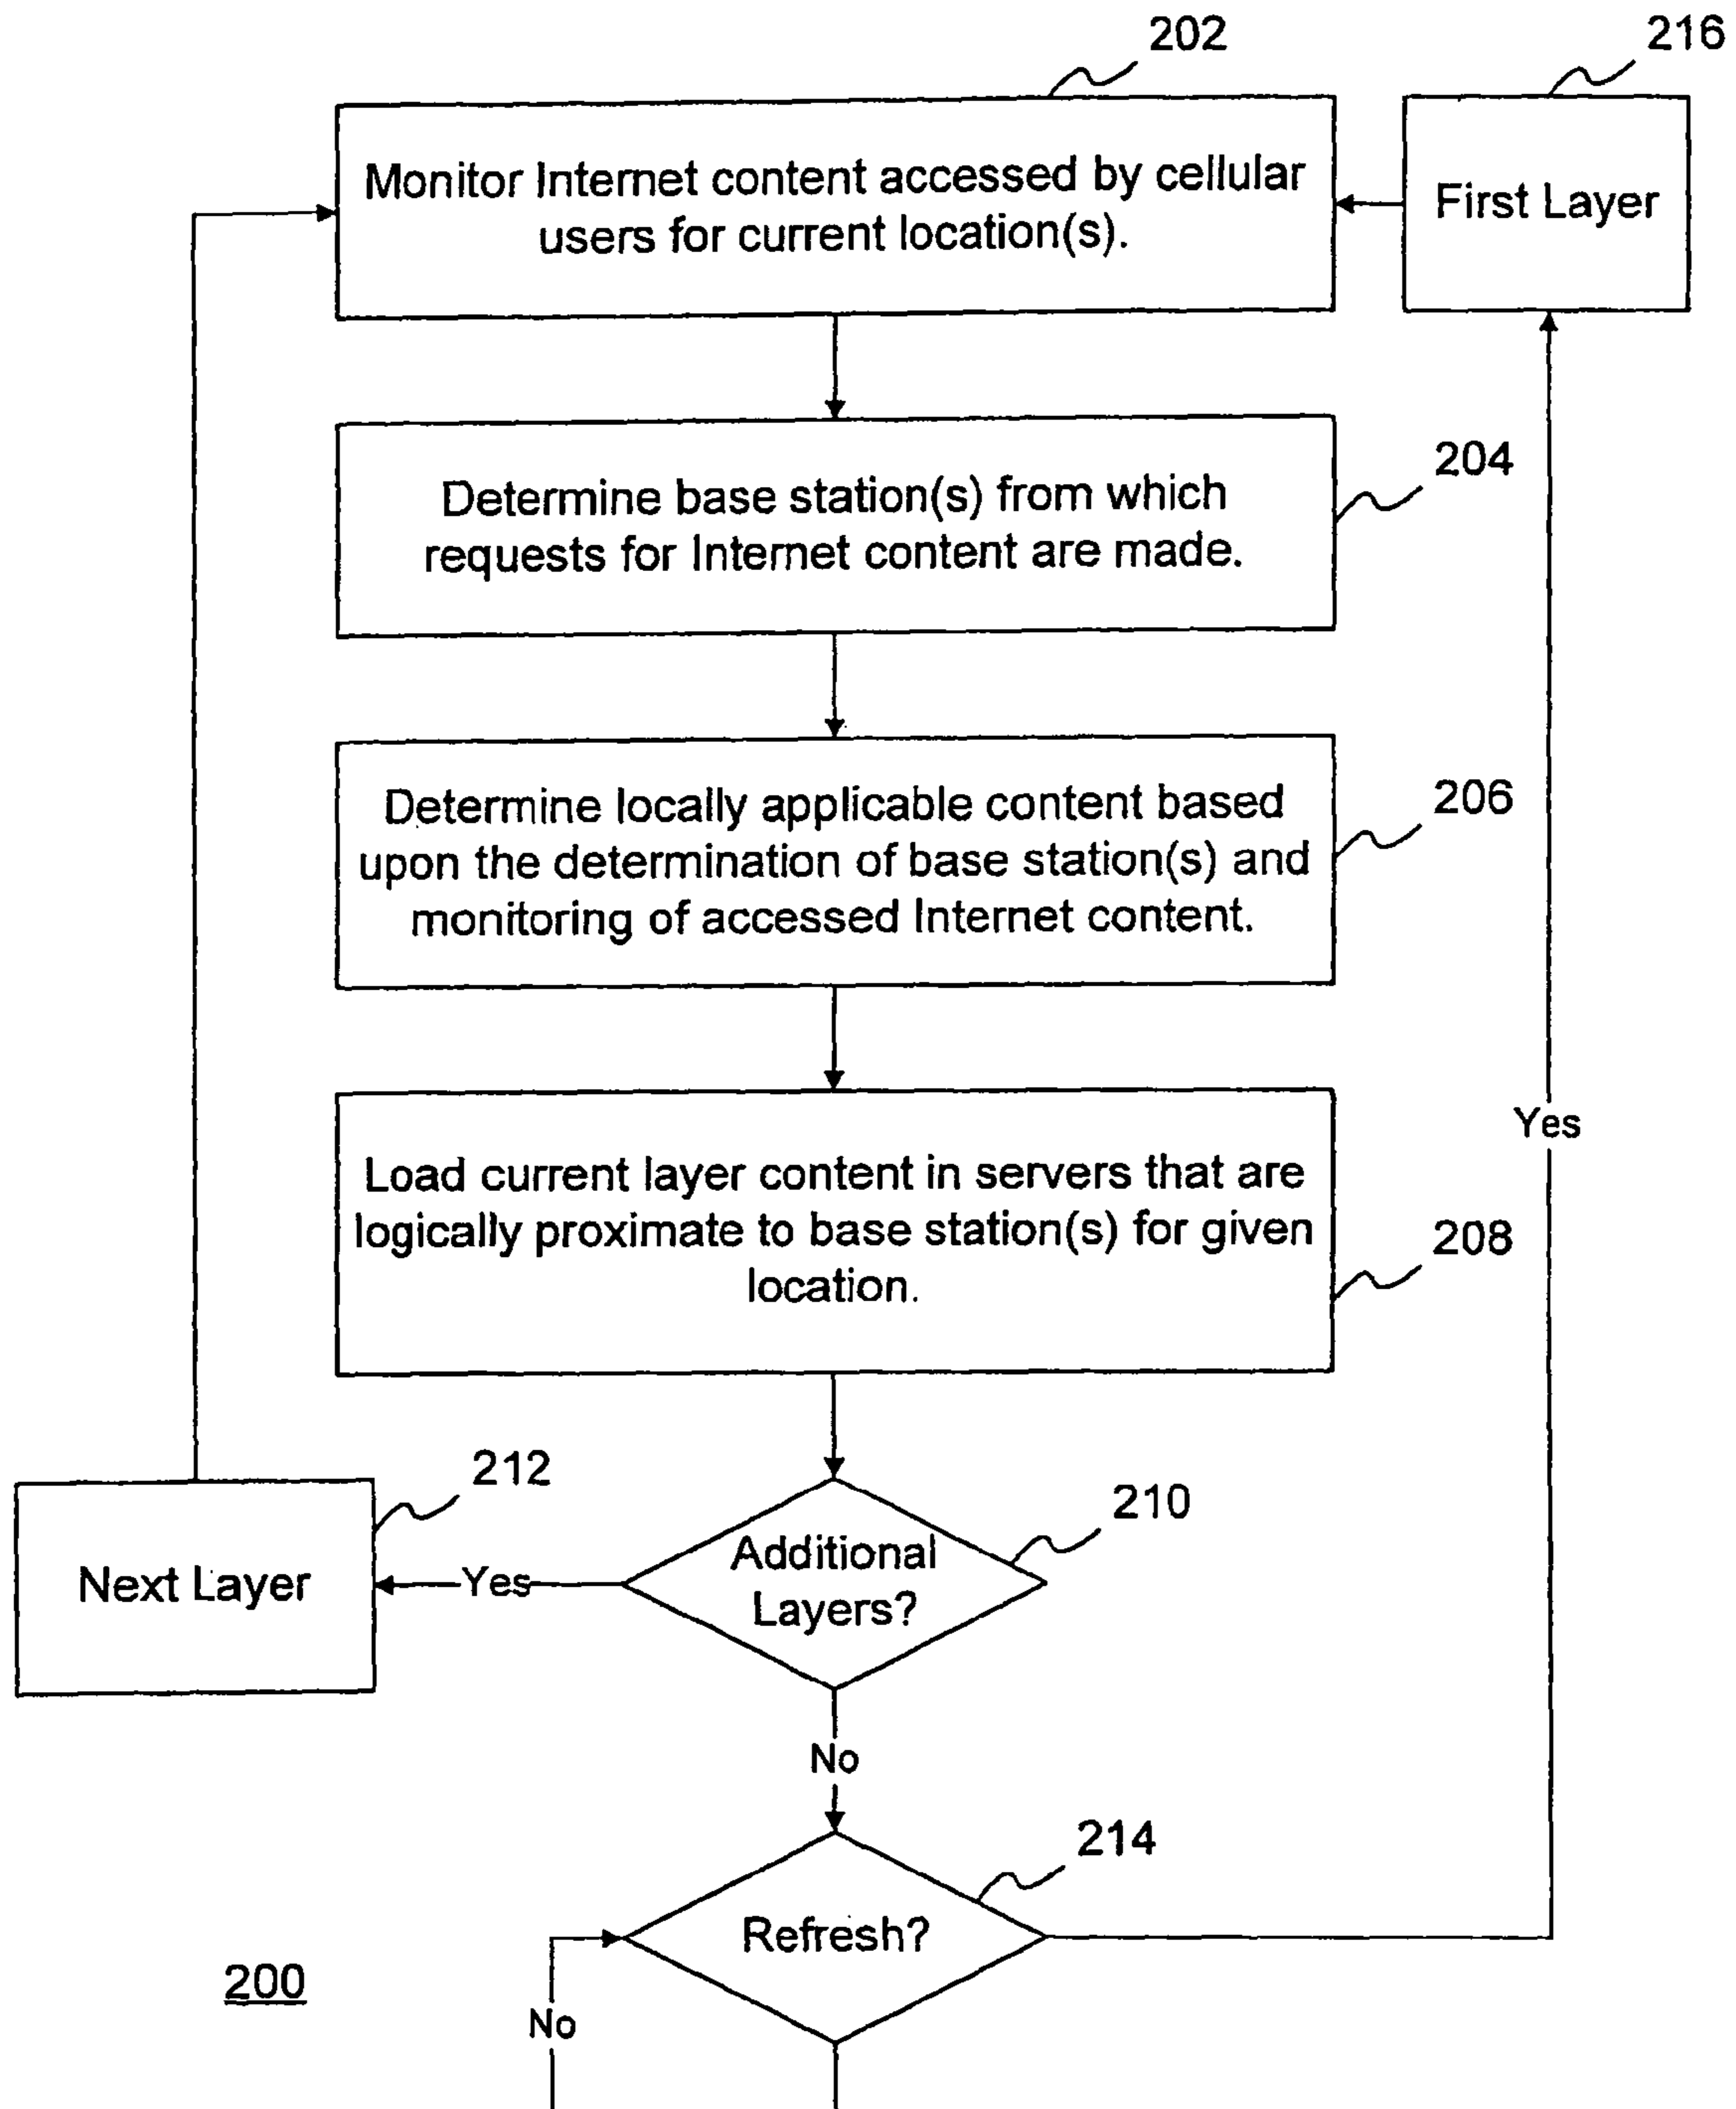 202
216
Monitor Internet content accessed by cellular
users for current location(s).
First Layer
Determine base station(s) from which
requests for Internet content are made.
204
Determine locally applicable content based
upon the determination of base station(s) and
monitoring of accessed Internet content.
206
Load current layer content in servers that are
logically proximate to base station(s) for given
location.
208
Yes
212
Next Layer
Yes
210
Additional
Layers?
No
214
Refresh?
200
No